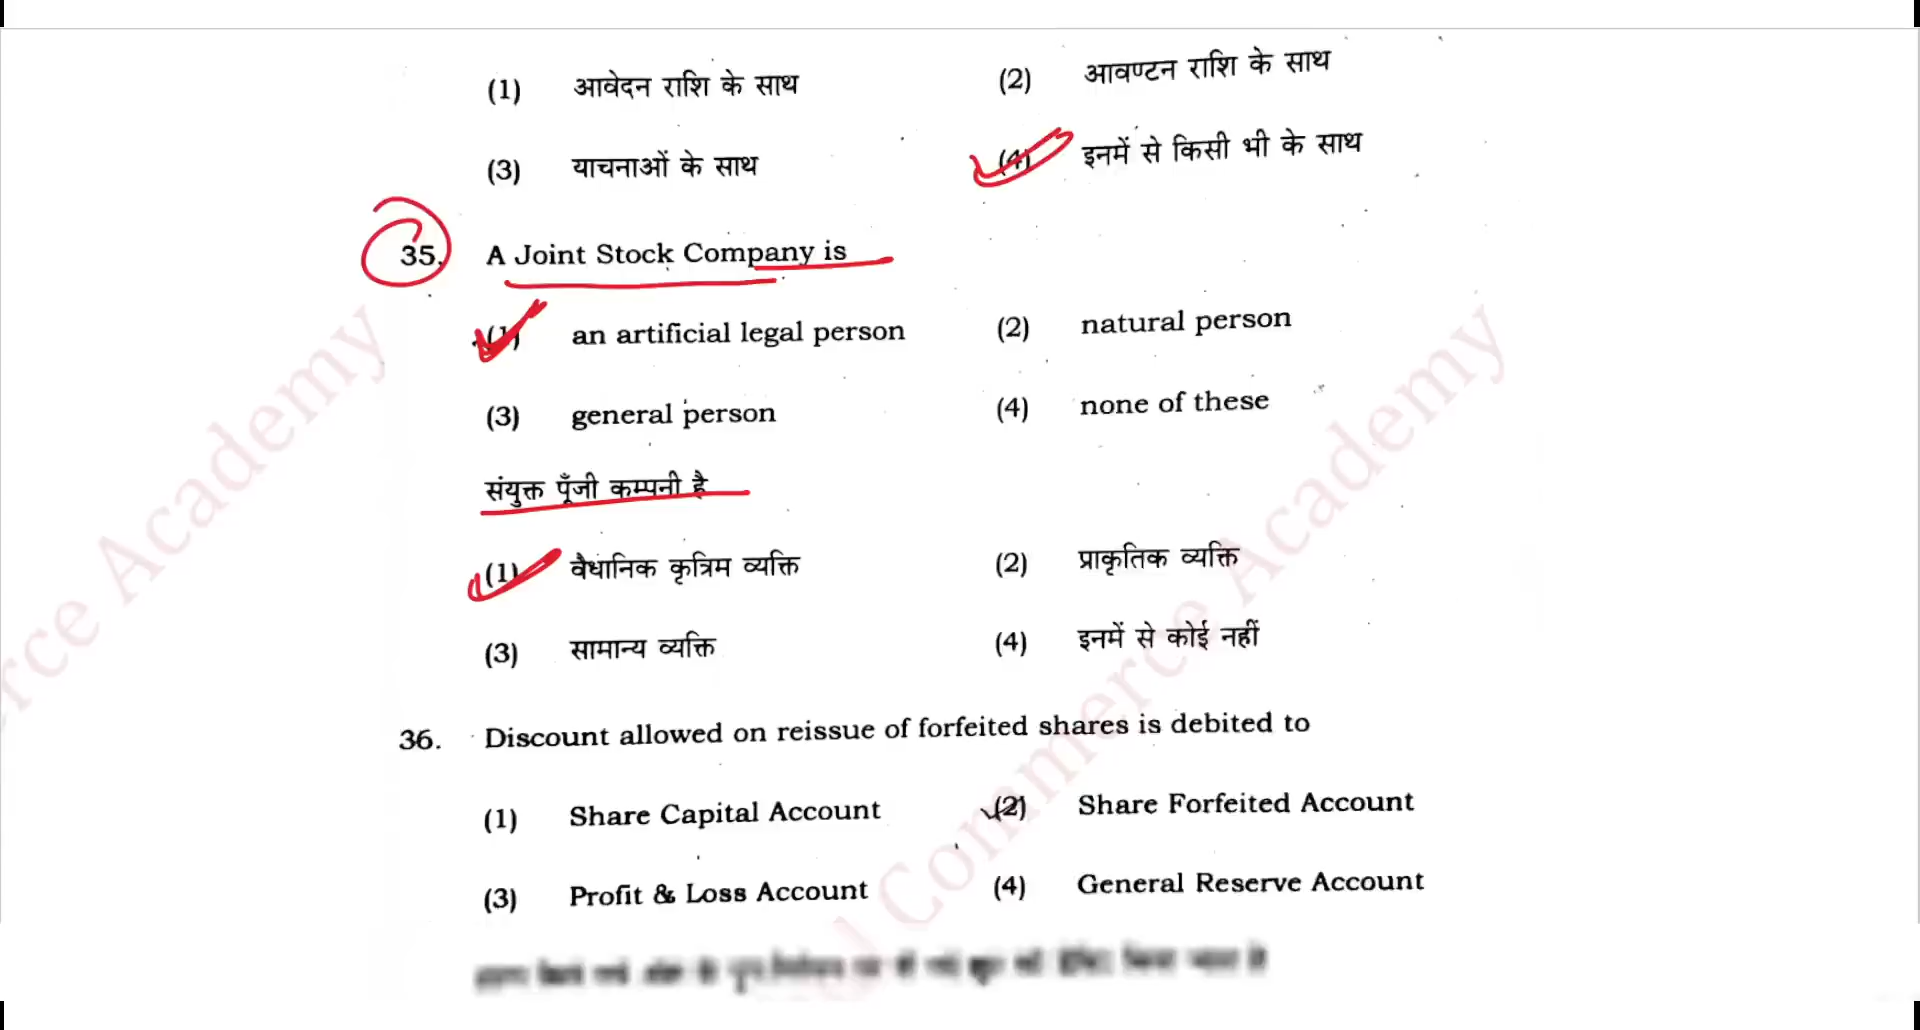 (1) आवेदन राशि के साथ (2) आवण्टन राशि के साथ
(3) याचनाओं के साथ (4) इनमें से किसी भी के साथ
35. A Joint Stock Company is
(1) an artificial legal person (2) natural person
(3) general person (4) none of these
संयुक्त पूँजी कम्पनी है
(1) वैधानिक कृत्रिम व्यक्ति (2) प्राकृतिक व्यक्ति
(3) सामान्य व्यक्ति (4) इनमें से कोई नहीं
36. Discount allowed on reissue of forfeited shares is debited to
(1) Share Capital Account (2) Share Forfeited Account
(3) Profit & Loss Account (4) General Reserve Account
Academy
Commerce Academy